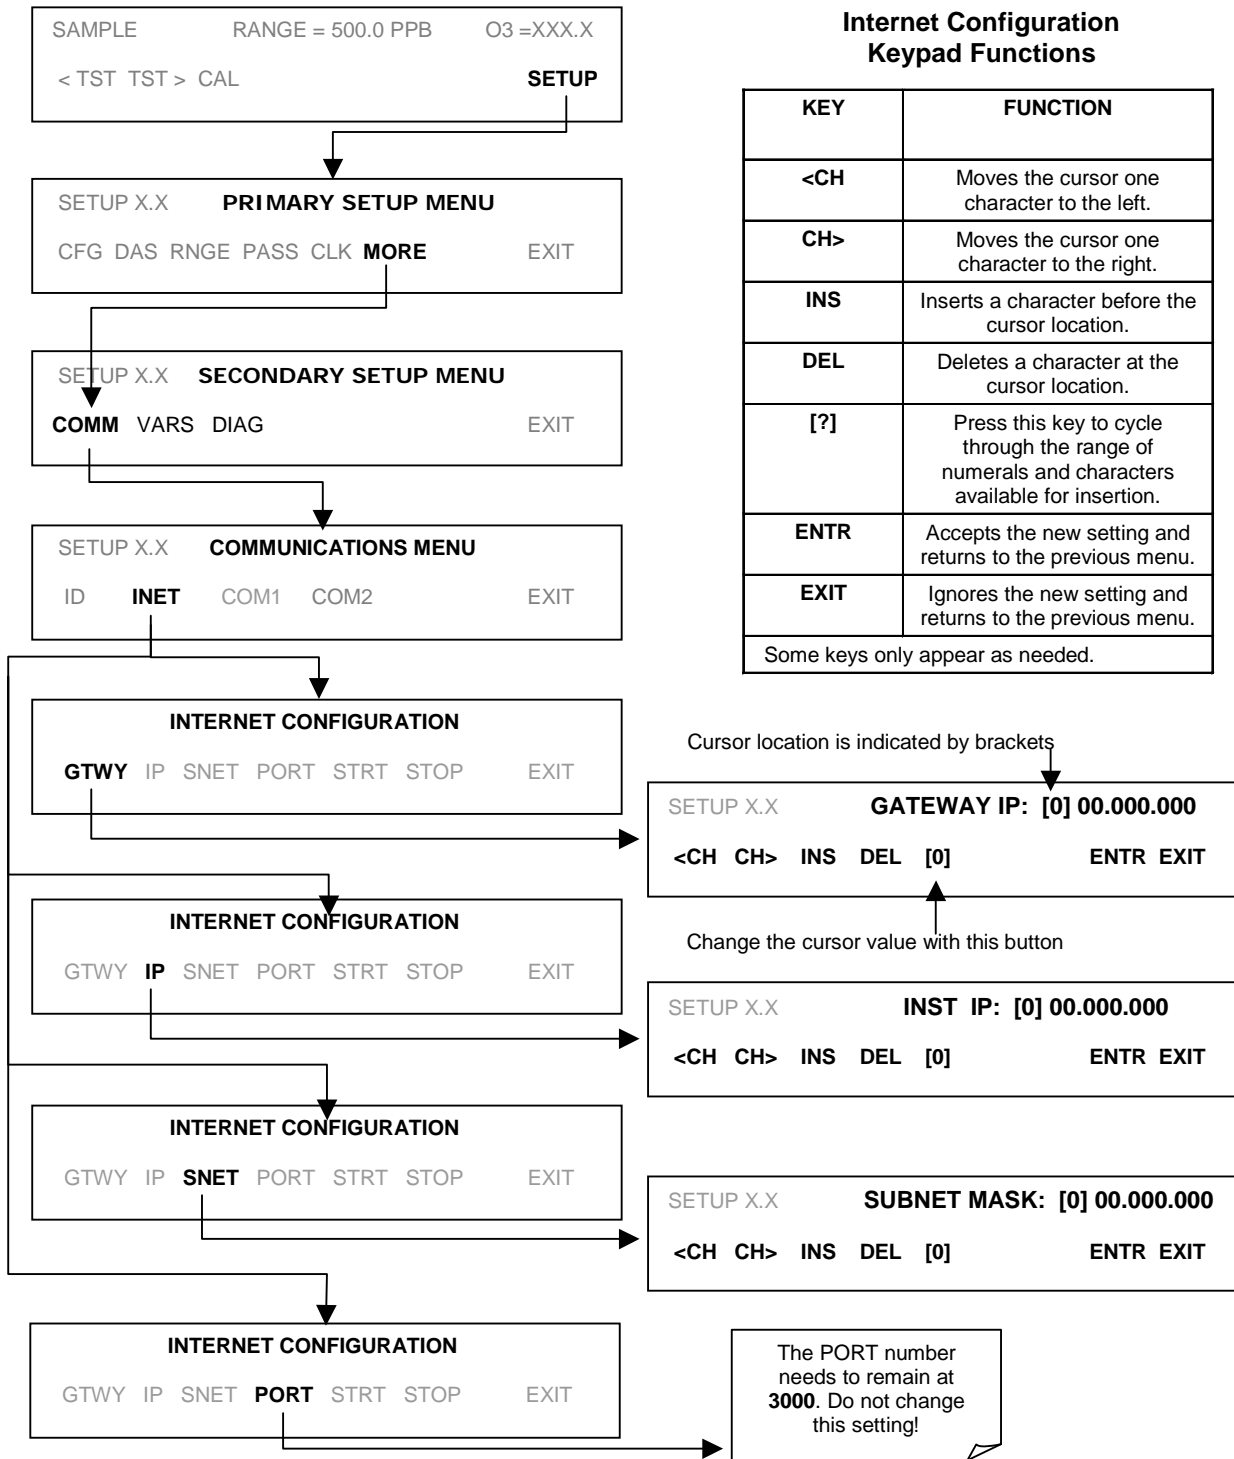 SAMPLE RANGE = 500.0 PPB O3 =XXX.X
< TST TST > CAL SETUP
SETUP X.X PRIMARY SETUP MENU
CFG DAS RNGE PASS CLK MORE EXIT
SETUP X.X SECONDARY SETUP MENU
COMM VARS DIAG EXIT
SETUP X.X COMMUNICATIONS MENU
ID INET COM1 COM2 EXIT
INTERNET CONFIGURATION
GTWY IP SNET PORT STRT STOP EXIT
INTERNET CONFIGURATION
GTWY IP SNET PORT STRT STOP EXIT
INTERNET CONFIGURATION
GTWY IP SNET PORT STRT STOP EXIT
INTERNET CONFIGURATION
GTWY IP SNET PORT STRT STOP EXIT
Internet Configuration
Keypad Functions
KEY FUNCTION
<CH Moves the cursor one
character to the left.
CH> Moves the cursor one
character to the right.
INS Inserts a character before the
cursor location.
DEL Deletes a character at the
cursor location.
[?] Press this key to cycle
through the range of
numerals and characters
available for insertion.
ENTR Accepts the new setting and
returns to the previous menu.
EXIT Ignores the new setting and
returns to the previous menu.
Some keys only appear as needed.
Cursor location is indicated by brackets
SETUP X.X GATEWAY IP: [0] 00.000.000
<CH CH> INS DEL [0] ENTR EXIT
Change the cursor value with this button
SETUP X.X INST IP: [0] 00.000.000
<CH CH> INS DEL [0] ENTR EXIT
SETUP X.X SUBNET MASK: [0] 00.000.000
<CH CH> INS DEL [0] ENTR EXIT
The PORT number
needs to remain at
3000. Do not change
this setting!